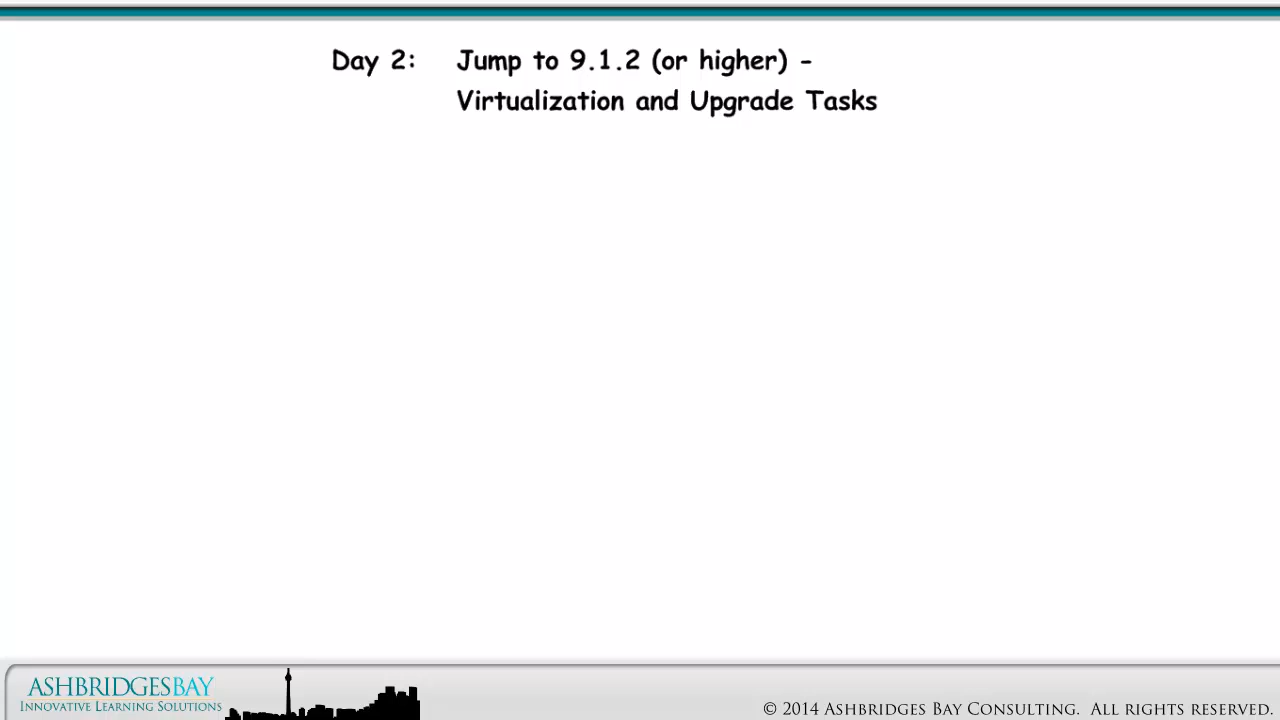 Day 2: Jump to 9.1.2 (or higher) -
Virtualization and Upgrade Tasks
ASHBRIDGESBAY
INNOVATIVE LEARNING SOLUTIONS
© 2014 ASHBRIDGES BAY CONSULTING. ALL RIGHTS RESERVED.